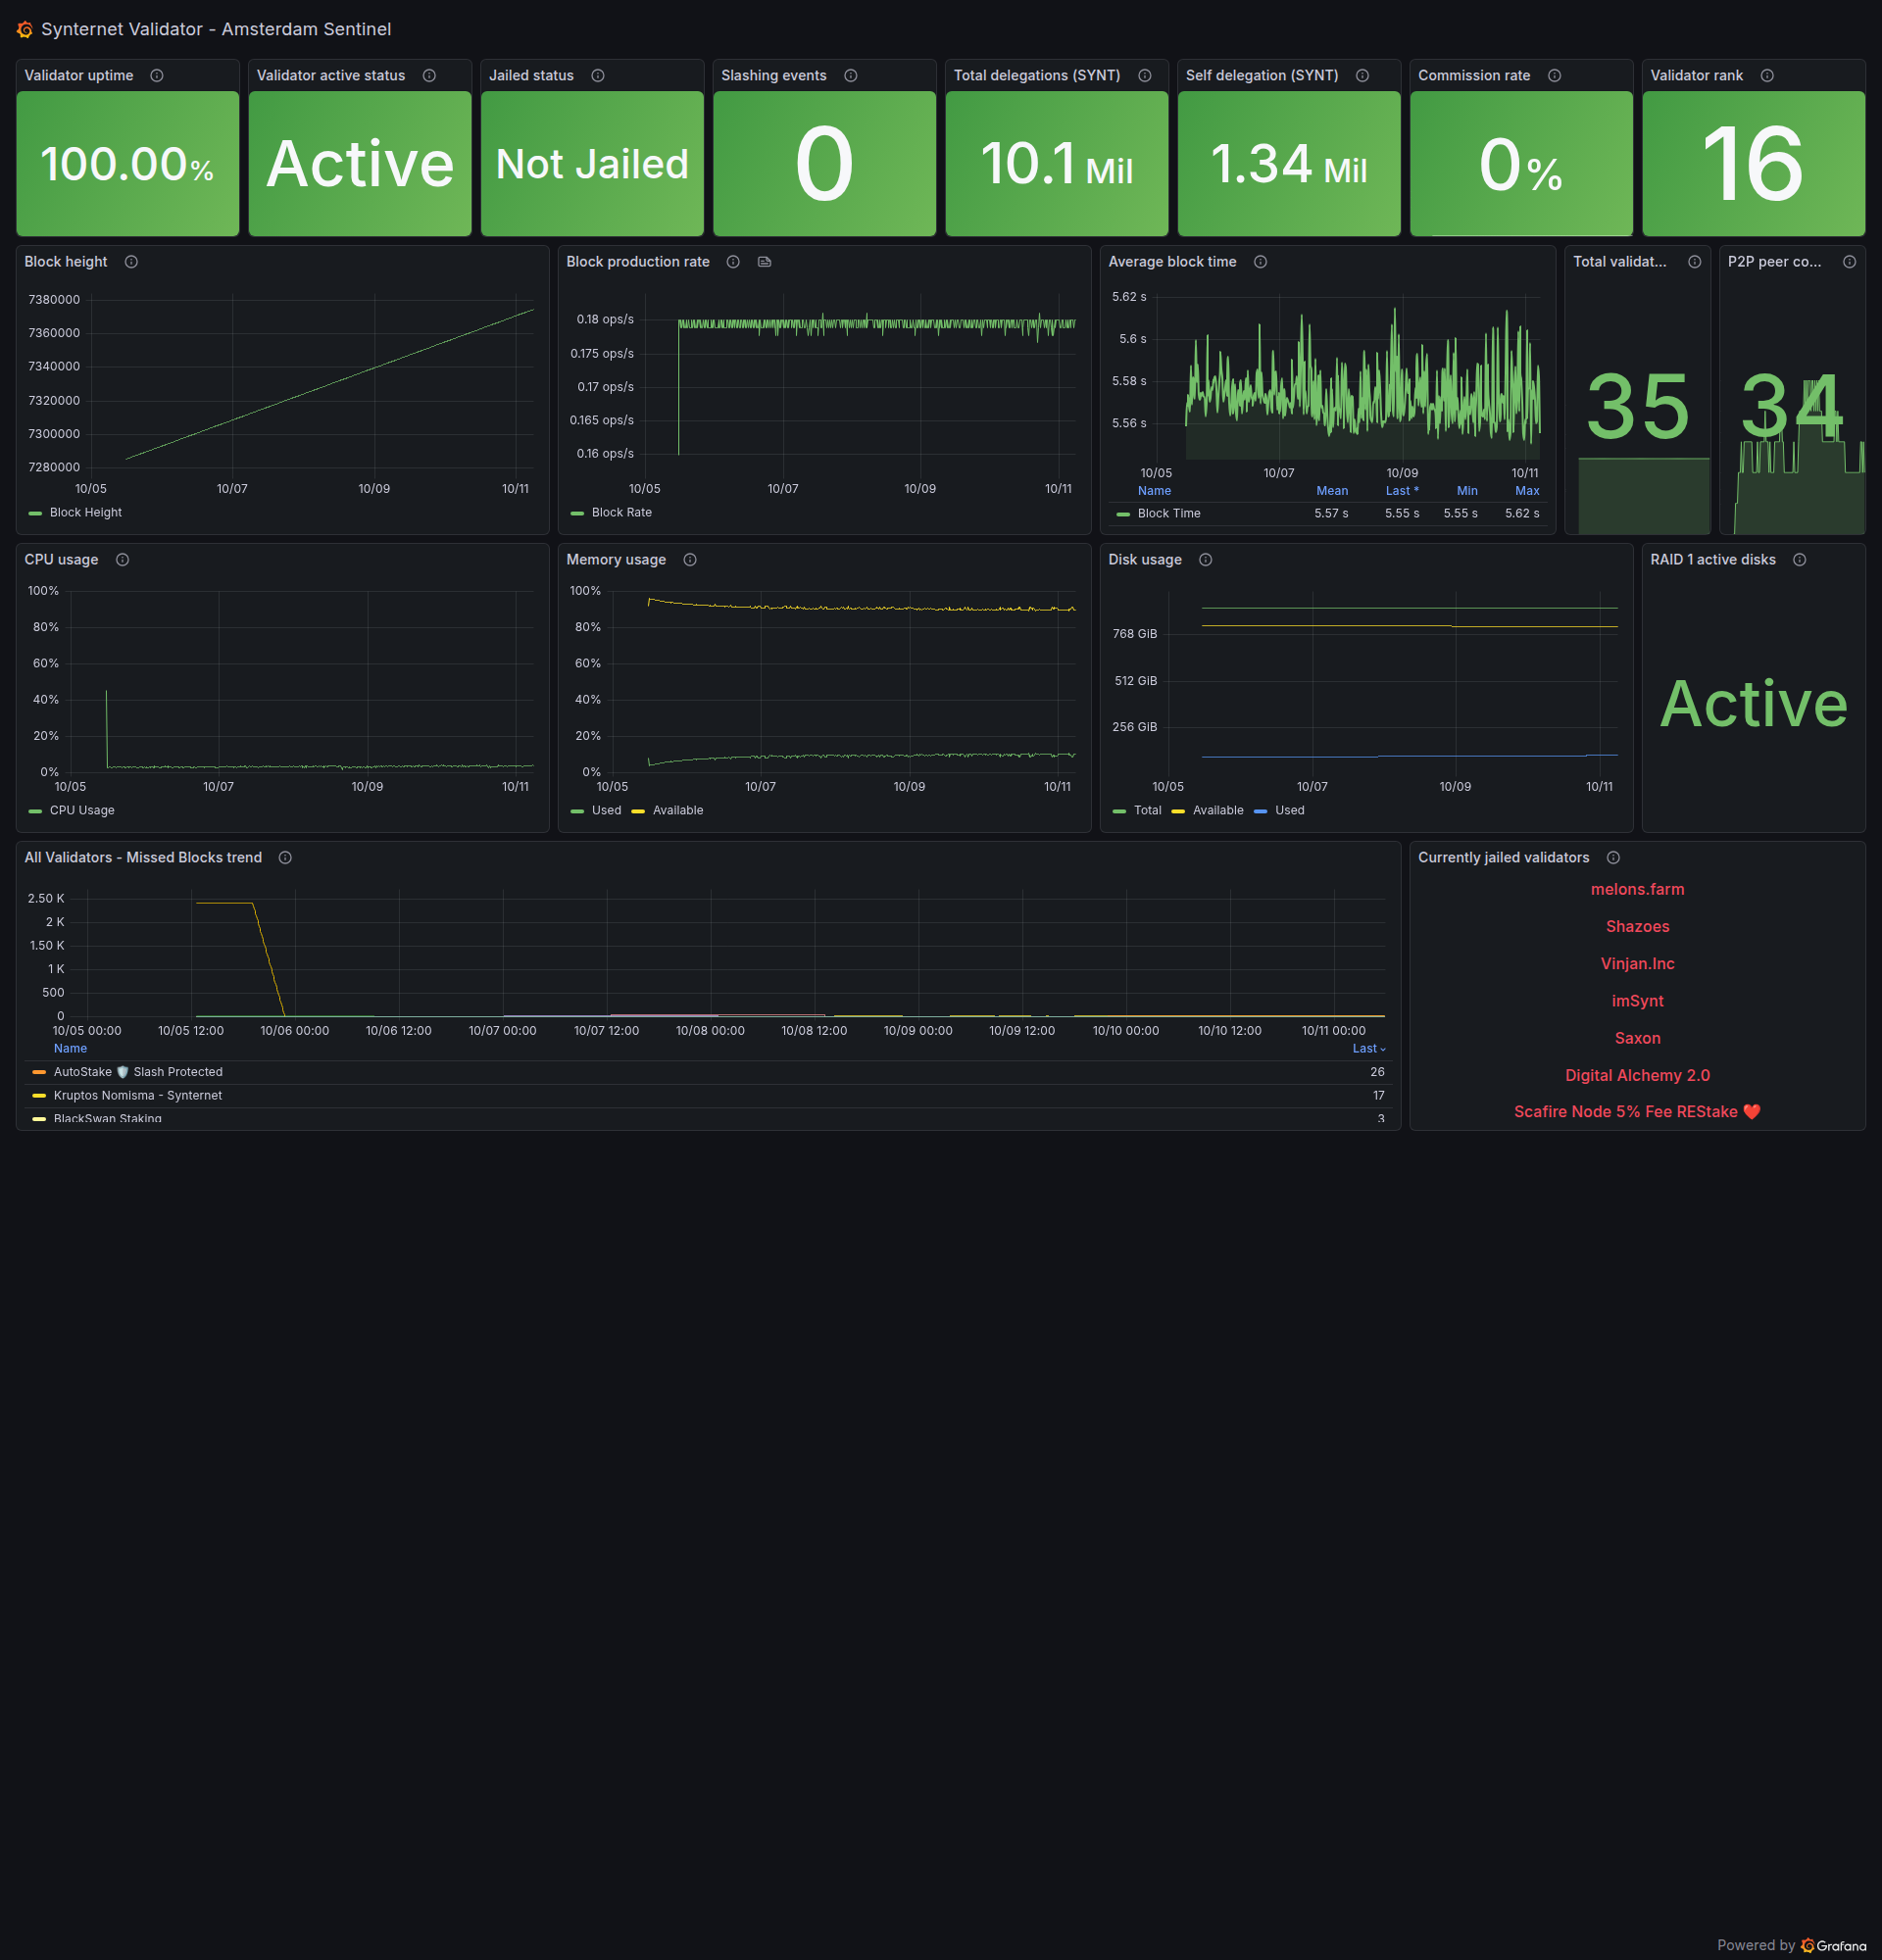 Synternet Validator - Amsterdam Sentinel
Validator uptime
100.00%
Validator active status
Active
Jailed status
Not Jailed
Slashing events
0
Total delegations (SYNT)
10.1 Mil
Self delegation (SYNT)
1.34 Mil
Commission rate
0%
Validator rank
16
Block height
7380000
7360000
7340000
7320000
7300000
7280000
10/05 10/07 10/09 10/11
Block Height
Block production rate
0.18 ops/s
0.175 ops/s
0.17 ops/s
0.165 ops/s
0.16 ops/s
10/05 10/07 10/09 10/11
Block Rate
Average block time
5.62 s
5.6 s
5.58 s
5.56 s
10/05 10/07 10/09 10/11
Name Mean Last * Min Max
Block Time 5.57 s 5.55 s 5.55 s 5.62 s
Total validat...
35
P2P peer co...
34
CPU usage
100%
80%
60%
40%
20%
0%
10/05 10/07 10/09 10/11
CPU Usage
Memory usage
100%
80%
60%
40%
20%
0%
10/05 10/07 10/09 10/11
Used Available
Disk usage
768 GiB
512 GiB
256 GiB
10/05 10/07 10/09 10/11
Total Available Used
RAID 1 active disks
Active
All Validators - Missed Blocks trend
2.50 K
2 K
1.50 K
1 K
500
0
10/05 00:00 10/05 12:00 10/06 00:00 10/06 12:00 10/07 00:00 10/07 12:00 10/08 00:00 10/08 12:00 10/09 00:00 10/09 12:00 10/10 00:00 10/10 12:00 10/11 00:00
Name Last
AutoStake 🛡️ Slash Protected 26
Kruptos Nomisma - Synternet 17
BlackSwan Staking 3
Currently jailed validators
melons.farm
Shazoes
Vinjan.Inc
imSynt
Saxon
Digital Alchemy 2.0
Scafire Node 5% Fee REStake ❤️
Powered by Grafana